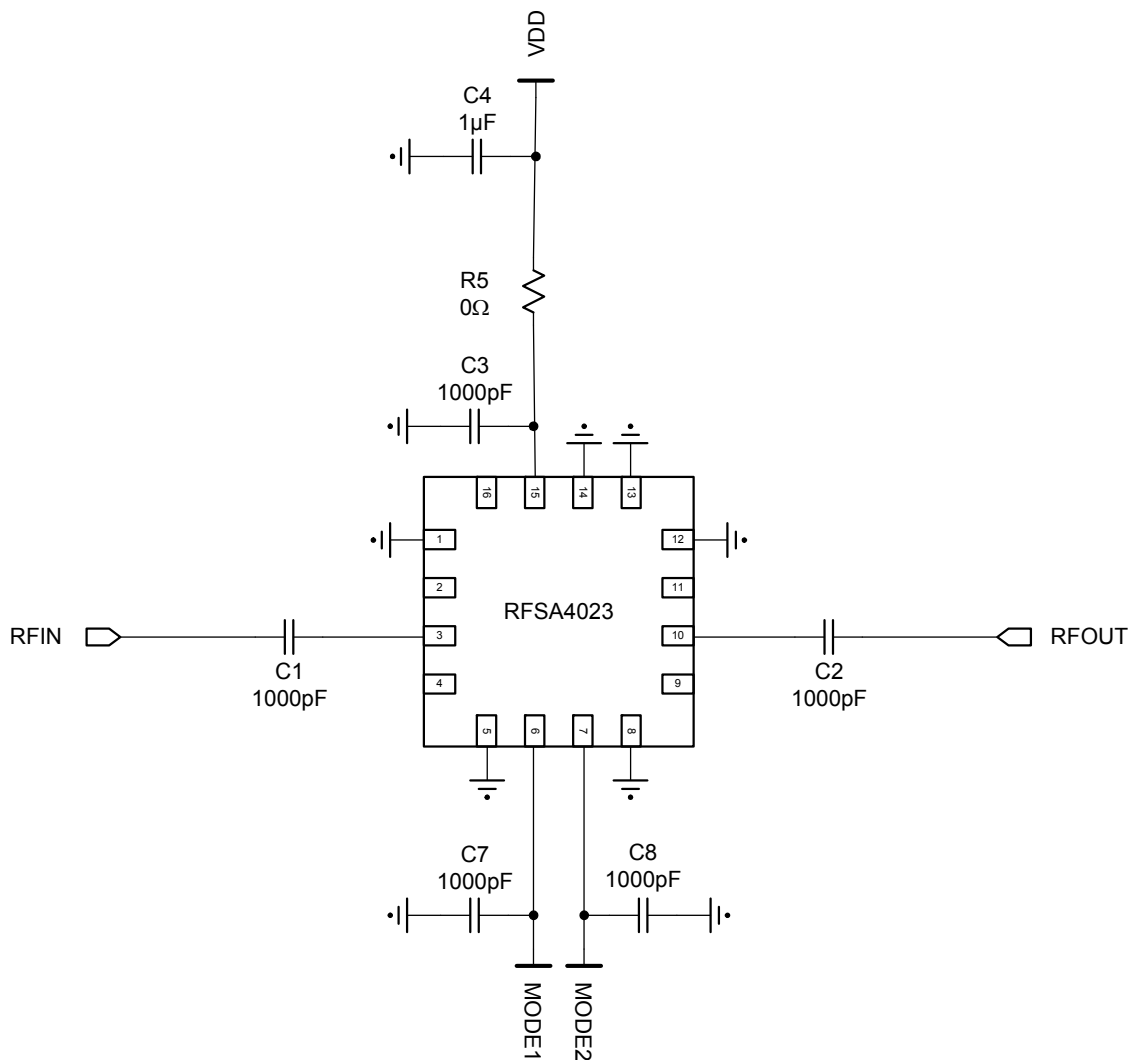 VDD
C4
1µF
R5
0Ω
C3
1000pF
16
15
14
13
1
12
2
11
RFSA4023
RFIN
3
10
RFOUT
C1
1000pF
C2
1000pF
4
9
5
6
7
8
C7
1000pF
C8
1000pF
MODE1
MODE2